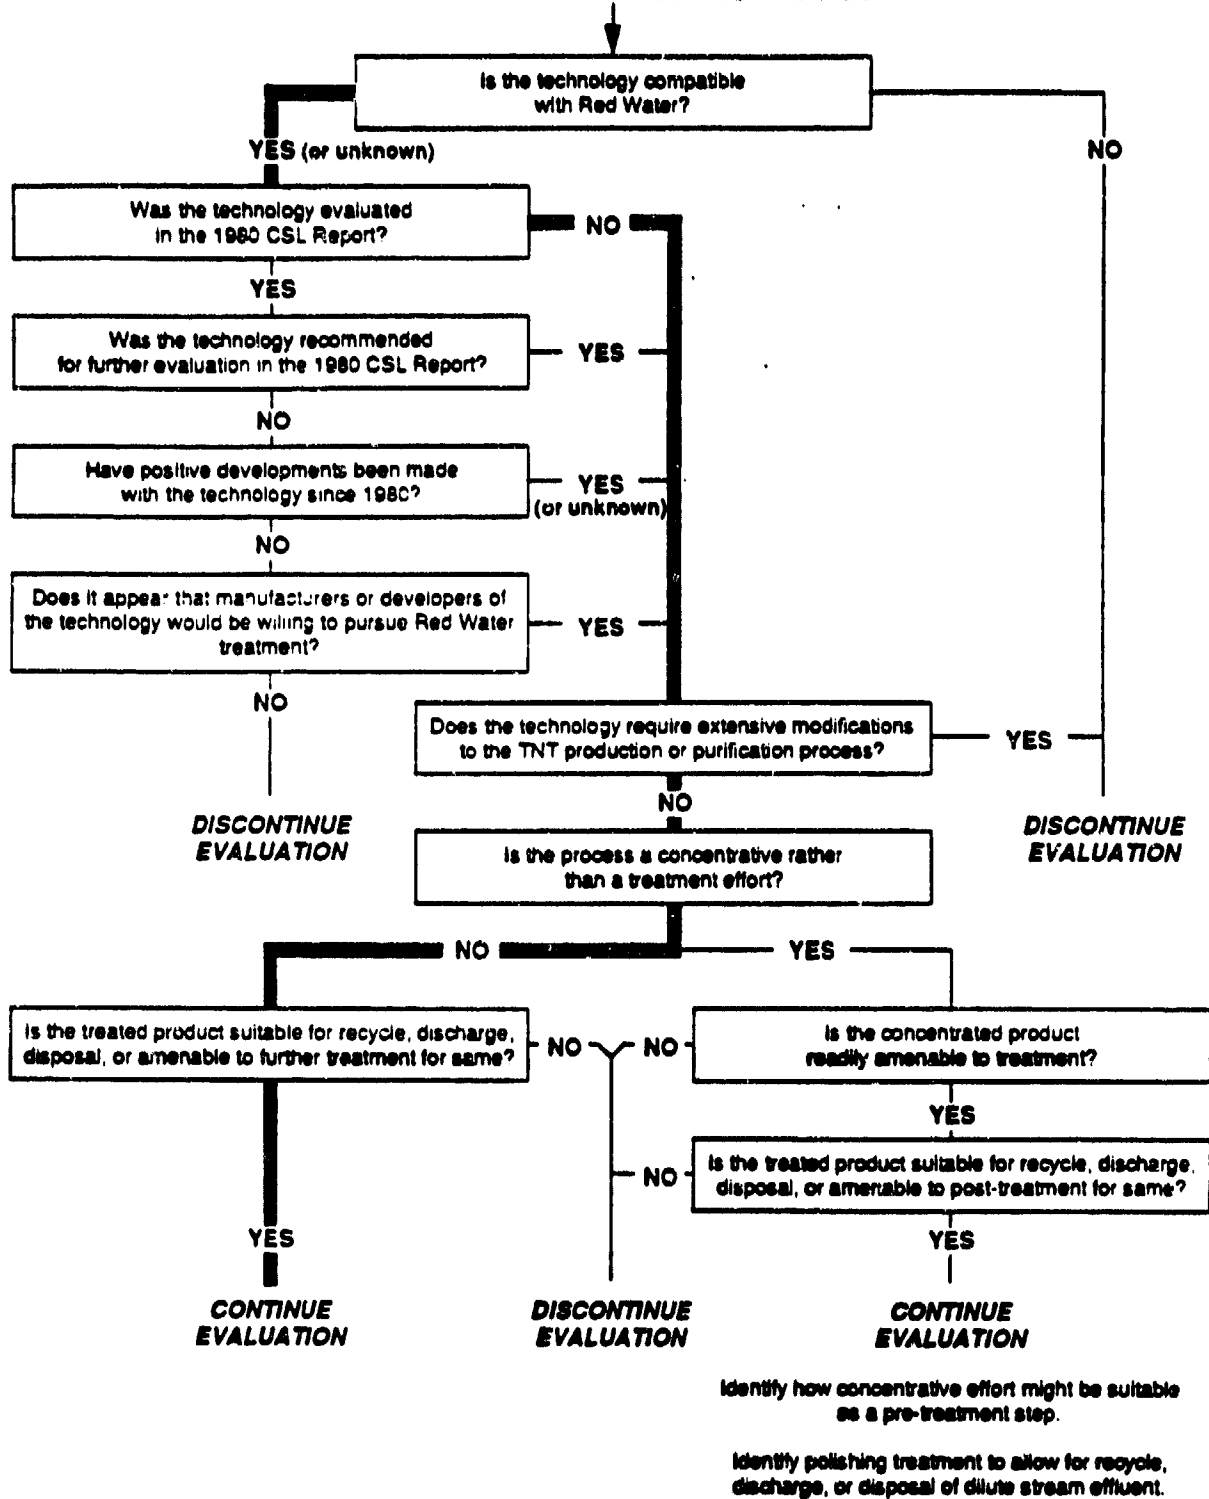 Is the technology compatible
with Red Water?
YES (or unknown)
NO
Was the technology evaluated
in the 1980 CSL Report?
NO
YES
Was the technology recommended
for further evaluation in the 1980 CSL Report?
YES
NO
Have positive developments been made
with the technology since 1980?
YES
(or unknown)
NO
Does it appear that manufacturers or developers of
the technology would be willing to pursue Red Water
treatment?
YES
NO
Does the technology require extensive modifications
to the TNT production or purification process?
YES
NO
DISCONTINUE
EVALUATION
DISCONTINUE
EVALUATION
Is the process a concentrative rather
than a treatment effort?
NO
YES
Is the treated product suitable for recycle, discharge,
disposal, or amenable to further treatment for same?
NO
NO
Is the concentrated product
readily amenable to treatment?
YES
NO
Is the treated product suitable for recycle, discharge,
disposal, or amenable to post-treatment for same?
YES
YES
CONTINUE
EVALUATION
DISCONTINUE
EVALUATION
CONTINUE
EVALUATION
Identify how concentrative effort might be suitable
as a pre-treatment step.
Identify polishing treatment to allow for recycle,
discharge, or disposal of dilute stream effluent.